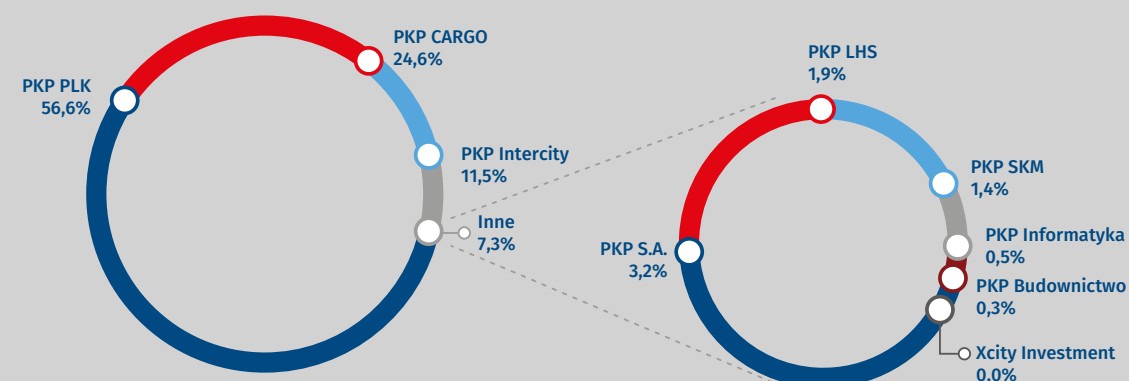 PKP CARGO
24,6%
PKP PLK
56,6%
PKP Intercity
11,5%
Inne
7,3%
PKP LHS
1,9%
PKP SKM
1,4%
PKP S.A.
3,2%
PKP Informatyka
0,5%
PKP Budownictwo
0,3%
Xcity Investment
0,0%